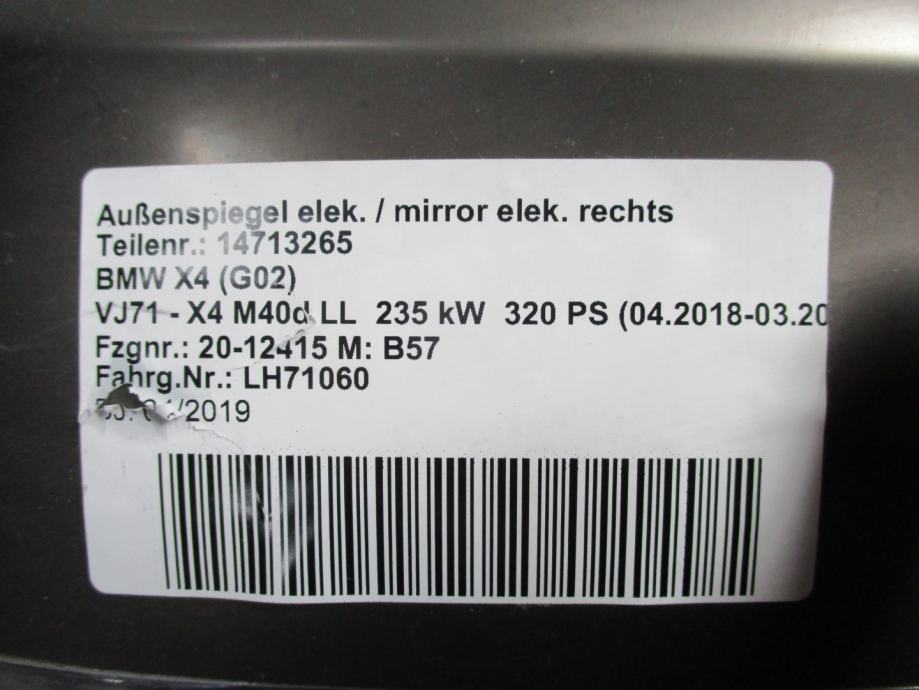 Außenspiegel elek. / mirror elek. rechts
Teilenr.: 14713265
BMW X4 (G02)
VJ71 - X4 M40d LL 235 kW 320 PS (04.2018-03.20
Fzgnr.: 20-12415 M: B57
Fahrg.Nr.: LH71060
/2019